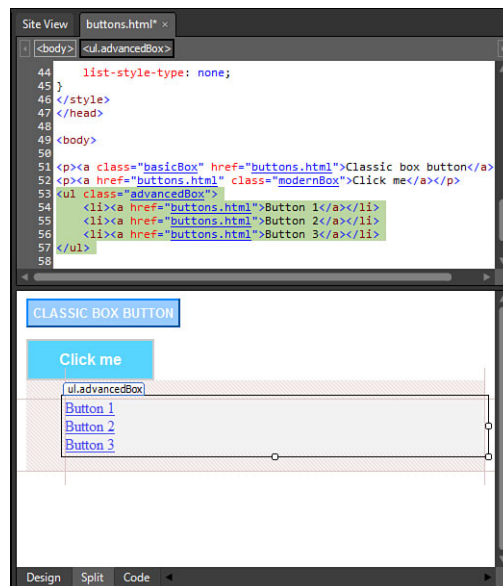 Site View buttons.html* ×
<body> <ul.advancedBox>
44 list-style-type: none;
45 }
46 </style>
47 </head>
48
49 <body>
50
51 <p><a class="basicBox" href="buttons.html">Classic box button</a>
52 <p><a href="buttons.html" class="modernBox">Click me</a></p>
53 <ul class="advancedBox">
54 <li><a href="buttons.html">Button 1</a></li>
55 <li><a href="buttons.html">Button 2</a></li>
56 <li><a href="buttons.html">Button 3</a></li>
57 </ul>
58
CLASSIC BOX BUTTON
Click me
ul.advancedBox
Button 1
Button 2
Button 3
Design Split Code